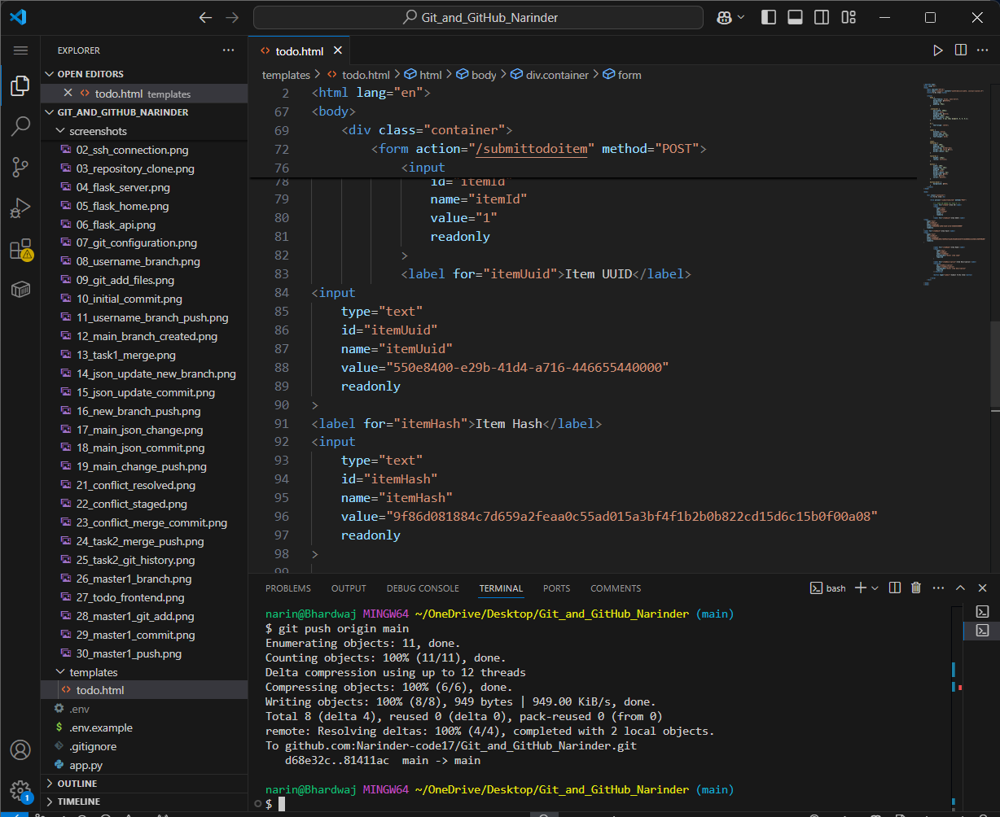 Git_and_GitHub_Narinder
EXPLORER
OPEN EDITORS
todo.html templates
GIT_AND_GITHUB_NARINDER
screenshots
02_ssh_connection.png
03_repository_clone.png
04_flask_server.png
05_flask_home.png
06_flask_api.png
07_git_configuration.png
08_username_branch.png
09_git_add_files.png
10_initial_commit.png
11_username_branch_push.png
12_main_branch_created.png
13_task1_merge.png
14_json_update_new_branch.png
15_json_update_commit.png
16_new_branch_push.png
17_main_json_change.png
18_main_json_commit.png
19_main_change_push.png
21_conflict_resolved.png
22_conflict_staged.png
23_conflict_merge_commit.png
24_task2_merge_push.png
25_task2_git_history.png
26_master1_branch.png
27_todo_frontend.png
28_master1_git_add.png
29_master1_commit.png
30_master1_push.png
templates
todo.html
.env
$ .env.example
.gitignore
app.py
OUTLINE
TIMELINE
1
todo.html
templates > todo.html > html > body > div.container > form
2 <html lang="en">
67 <body>
69 <div class="container">
72 <form action="/submittodoitem" method="POST">
76 <input
78 id="itemId"
79 name="itemId"
80 value="1"
81 readonly
82 >
83 <label for="itemUuid">Item UUID</label>
84 <input
85 type="text"
86 id="itemUuid"
87 name="itemUuid"
88 value="550e8400-e29b-41d4-a716-446655440000"
89 readonly
90 >
91 <label for="itemHash">Item Hash</label>
92 <input
93 type="text"
94 id="itemHash"
95 name="itemHash"
96 value="9f86d081884c7d659a2feaa0c55ad015a3bf4f1b2b0b822cd15d6c15b0f00a08"
97 readonly
98 >
99
PROBLEMS OUTPUT DEBUG CONSOLE TERMINAL PORTS COMMENTS
bash
narin@Bhardwaj MINGW64 ~/OneDrive/Desktop/Git_and_GitHub_Narinder (main)
$ git push origin main
Enumerating objects: 11, done.
Counting objects: 100% (11/11), done.
Delta compression using up to 12 threads
Compressing objects: 100% (6/6), done.
Writing objects: 100% (8/8), 949 bytes | 949.00 KiB/s, done.
Total 8 (delta 4), reused 0 (delta 0), pack-reused 0 (from 0)
remote: Resolving deltas: 100% (4/4), completed with 2 local objects.
To github.com:Narinder-code17/Git_and_GitHub_Narinder.git
d68e32c..81411ac main -> main
narin@Bhardwaj MINGW64 ~/OneDrive/Desktop/Git_and_GitHub_Narinder (main)
$